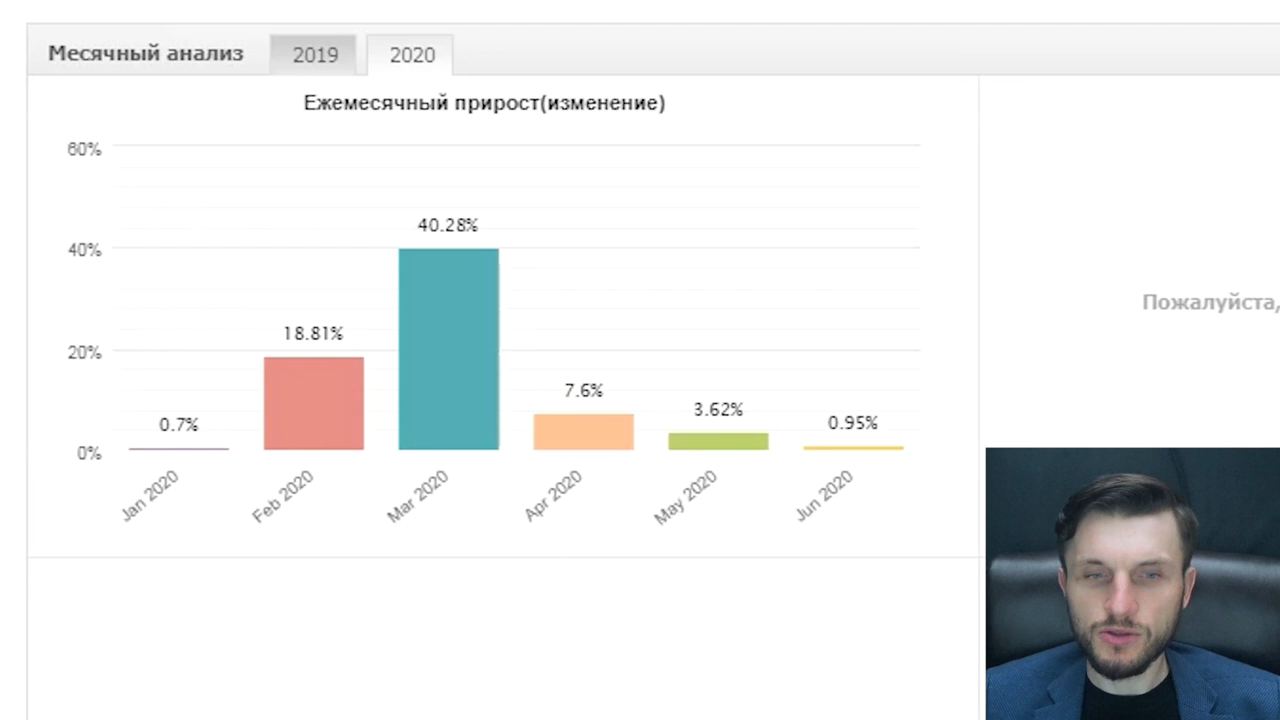 Месячный анализ 2019 2020
Ежемесячный прирост(изменение)
60%
40%
20%
0%
0.7%
18.81%
40.28%
7.6%
3.62%
0.95%
Jan 2020
Feb 2020
Mar 2020
Apr 2020
May 2020
Jun 2020
Пожалуйста,